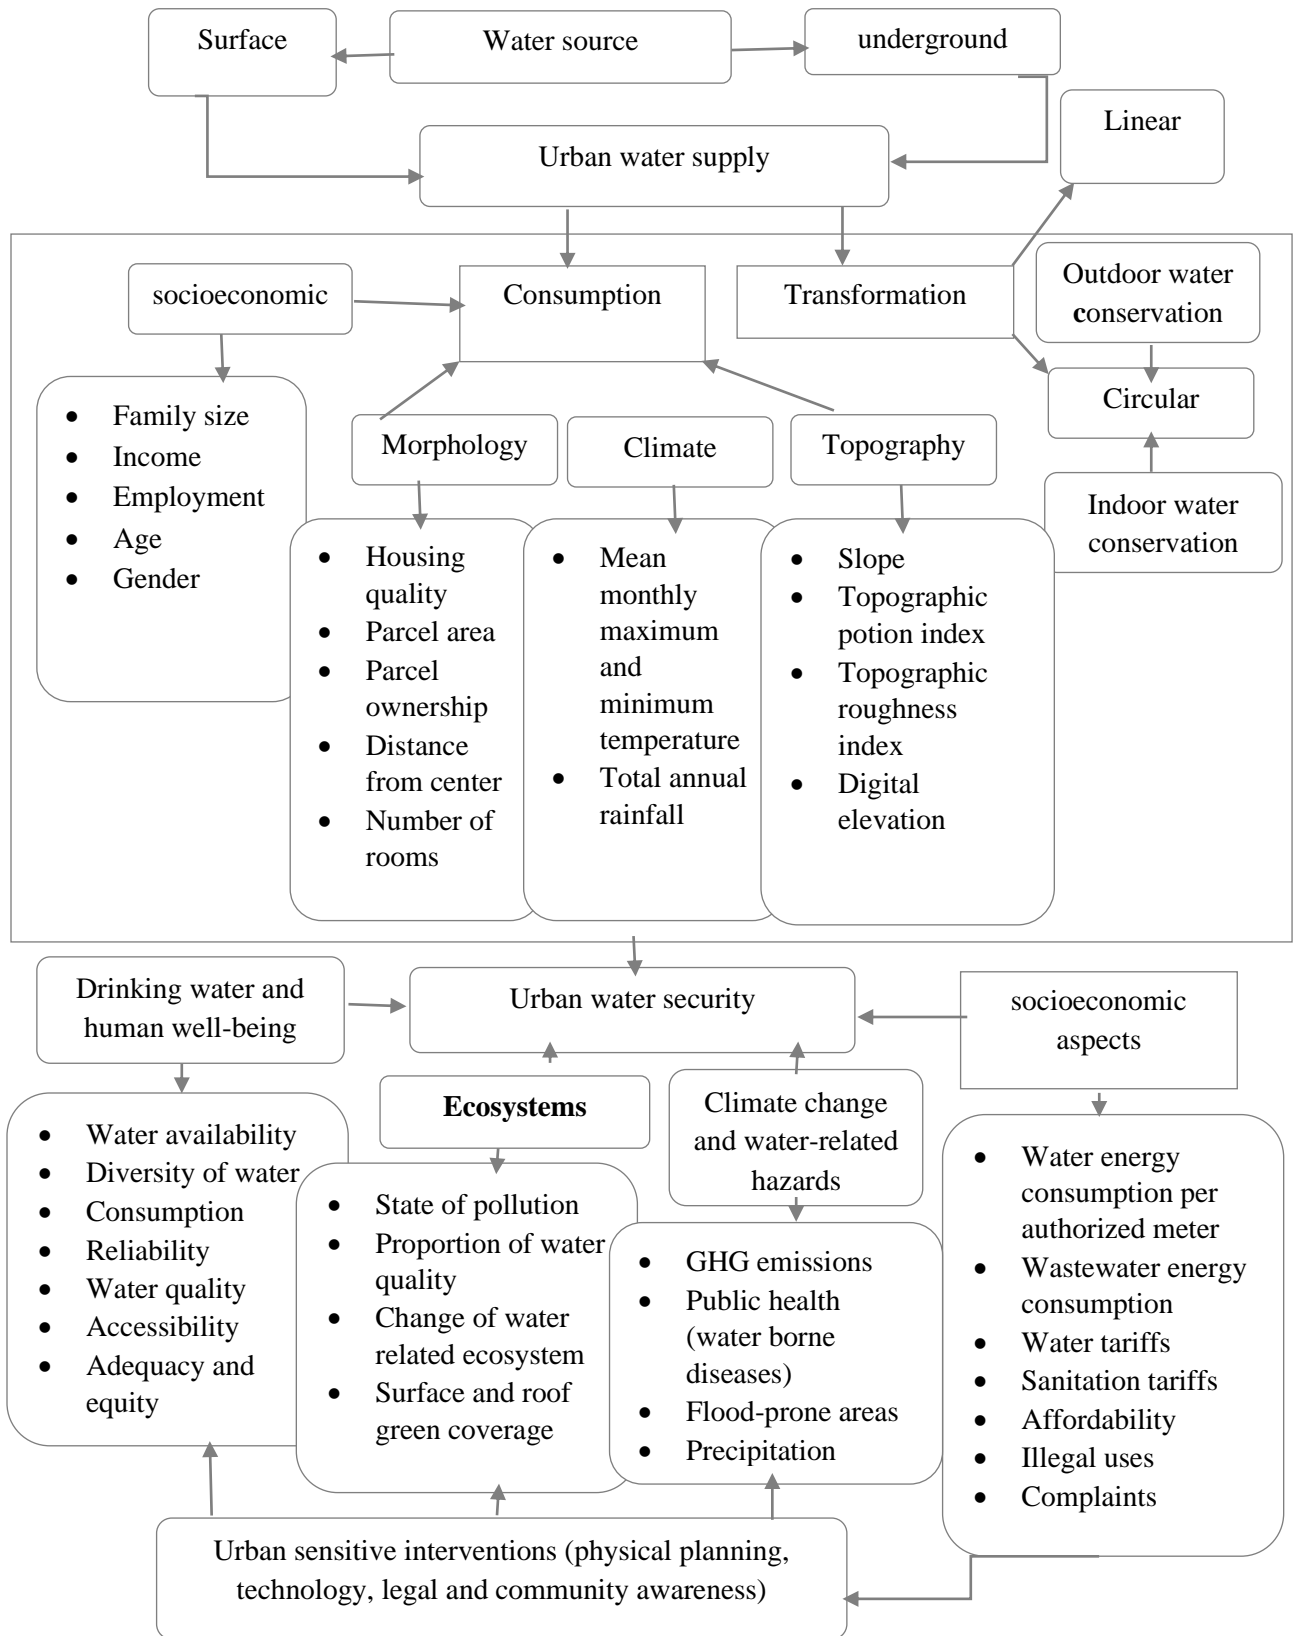 Surface
Water source
underground
Linear
Urban water supply
socioeconomic
Consumption
Transformation
Outdoor water
conservation
Circular
Indoor water
conservation
• Family size
• Income
• Employment
• Age
• Gender
Morphology
Climate
Topography
• Housing
quality
• Parcel area
• Parcel
ownership
• Distance
from center
• Number of
rooms
• Mean
monthly
maximum
and
minimum
temperature
• Total annual
rainfall
• Slope
• Topographic
potion index
• Topographic
roughness
index
• Digital
elevation
Drinking water and
human well-being
Urban water security
socioeconomic
aspects
Ecosystems
Climate change
and water-related
hazards
• Water availability
• Diversity of water
• Consumption
• Reliability
• Water quality
• Accessibility
• Adequacy and
equity
• State of pollution
• Proportion of water
quality
• Change of water
related ecosystem
• Surface and roof
green coverage
• GHG emissions
• Public health
(water borne
diseases)
• Flood-prone areas
• Precipitation
• Water energy
consumption per
authorized meter
• Wastewater energy
consumption
• Water tariffs
• Sanitation tariffs
• Affordability
• Illegal uses
• Complaints
Urban sensitive interventions (physical planning,
technology, legal and community awareness)